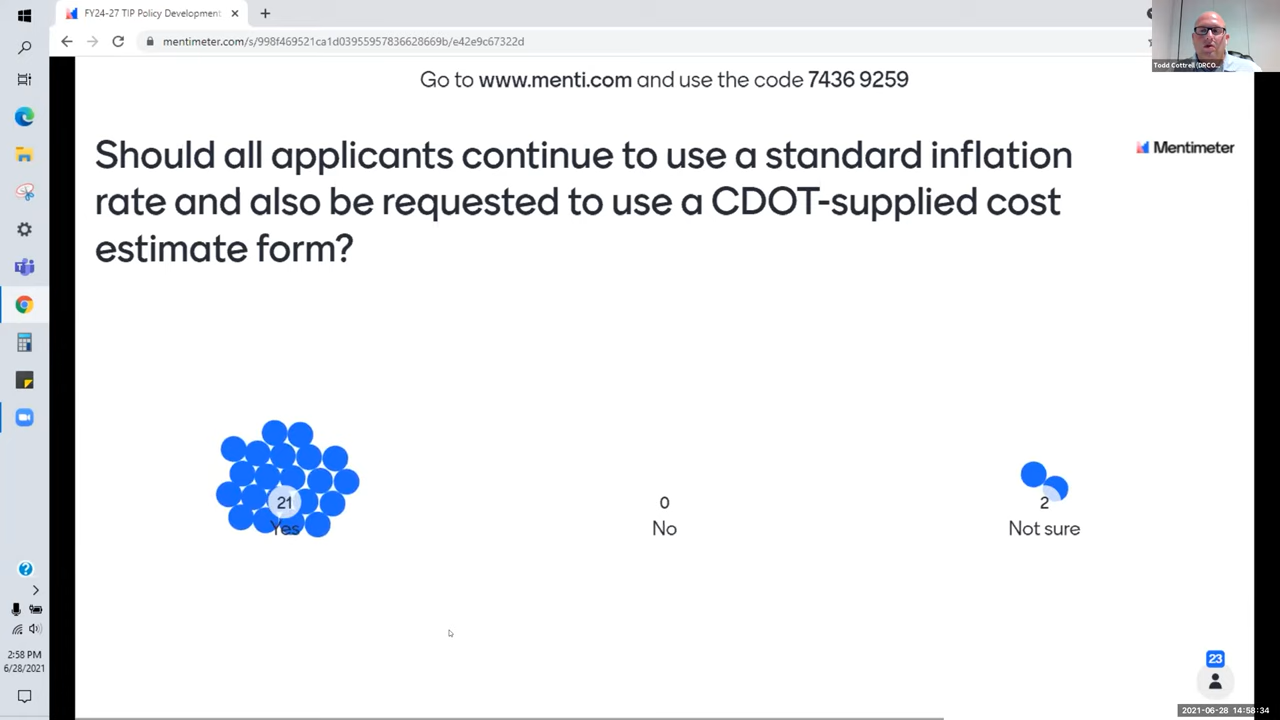 FY24-27 TIP Policy Development
mentimeter.com/s/998f469521ca1d03955957836628669b/e42e9c67322d
Todd Cottrell (DRCO...
Go to www.menti.com and use the code 7436 9259
Mentimeter
Should all applicants continue to use a standard inflation
rate and also be requested to use a CDOT-supplied cost
estimate form?
21
Yes
0
No
2
Not sure
23
2:58 PM
6/28/2021
2021-06-28 14:58:34